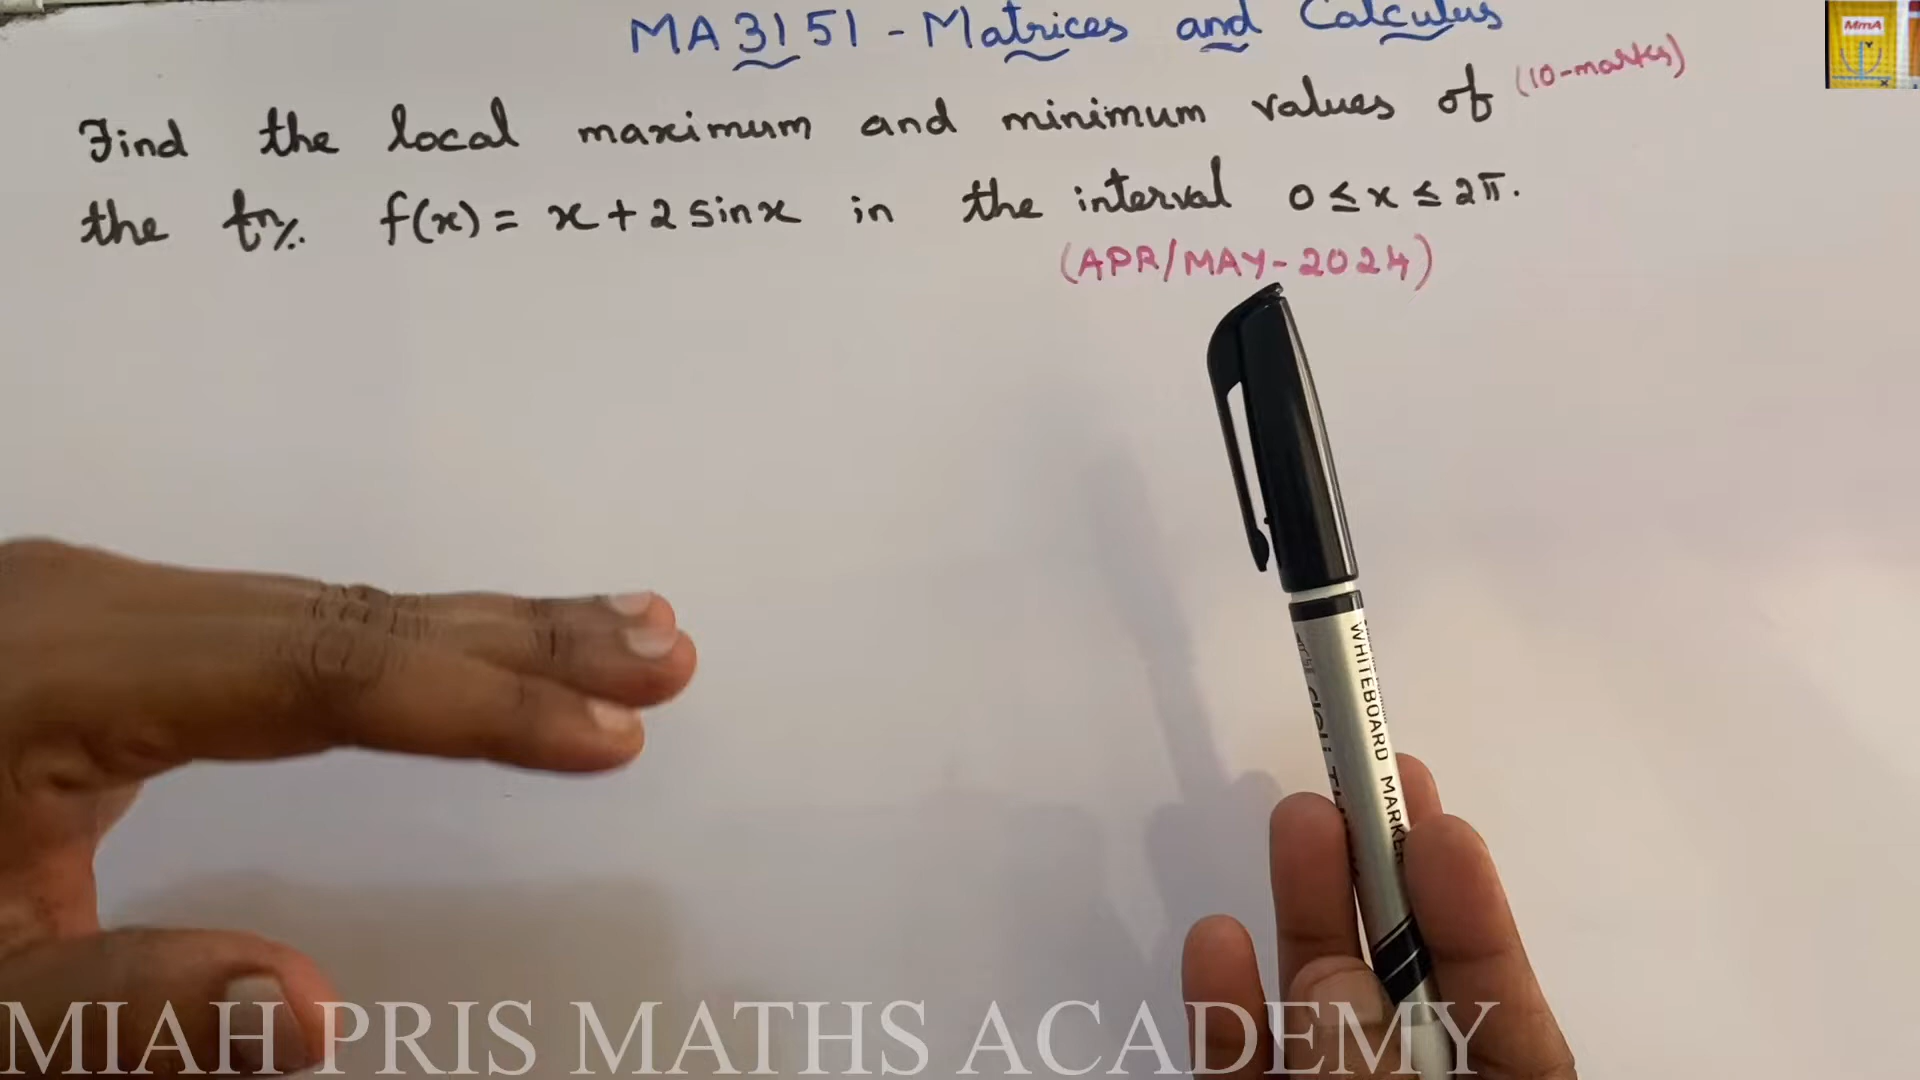 MA3151 - Matrices and Calculus
(10-marks)
Find the local maximum and minimum values of
the fn/. f(x) = x + 2 sin x in the interval 0 ≤ x ≤ 2π.
(APR/MAY-2024)
MmA
WHITEBOARD MARKER
MIAH PRIS MATHS ACADEMY